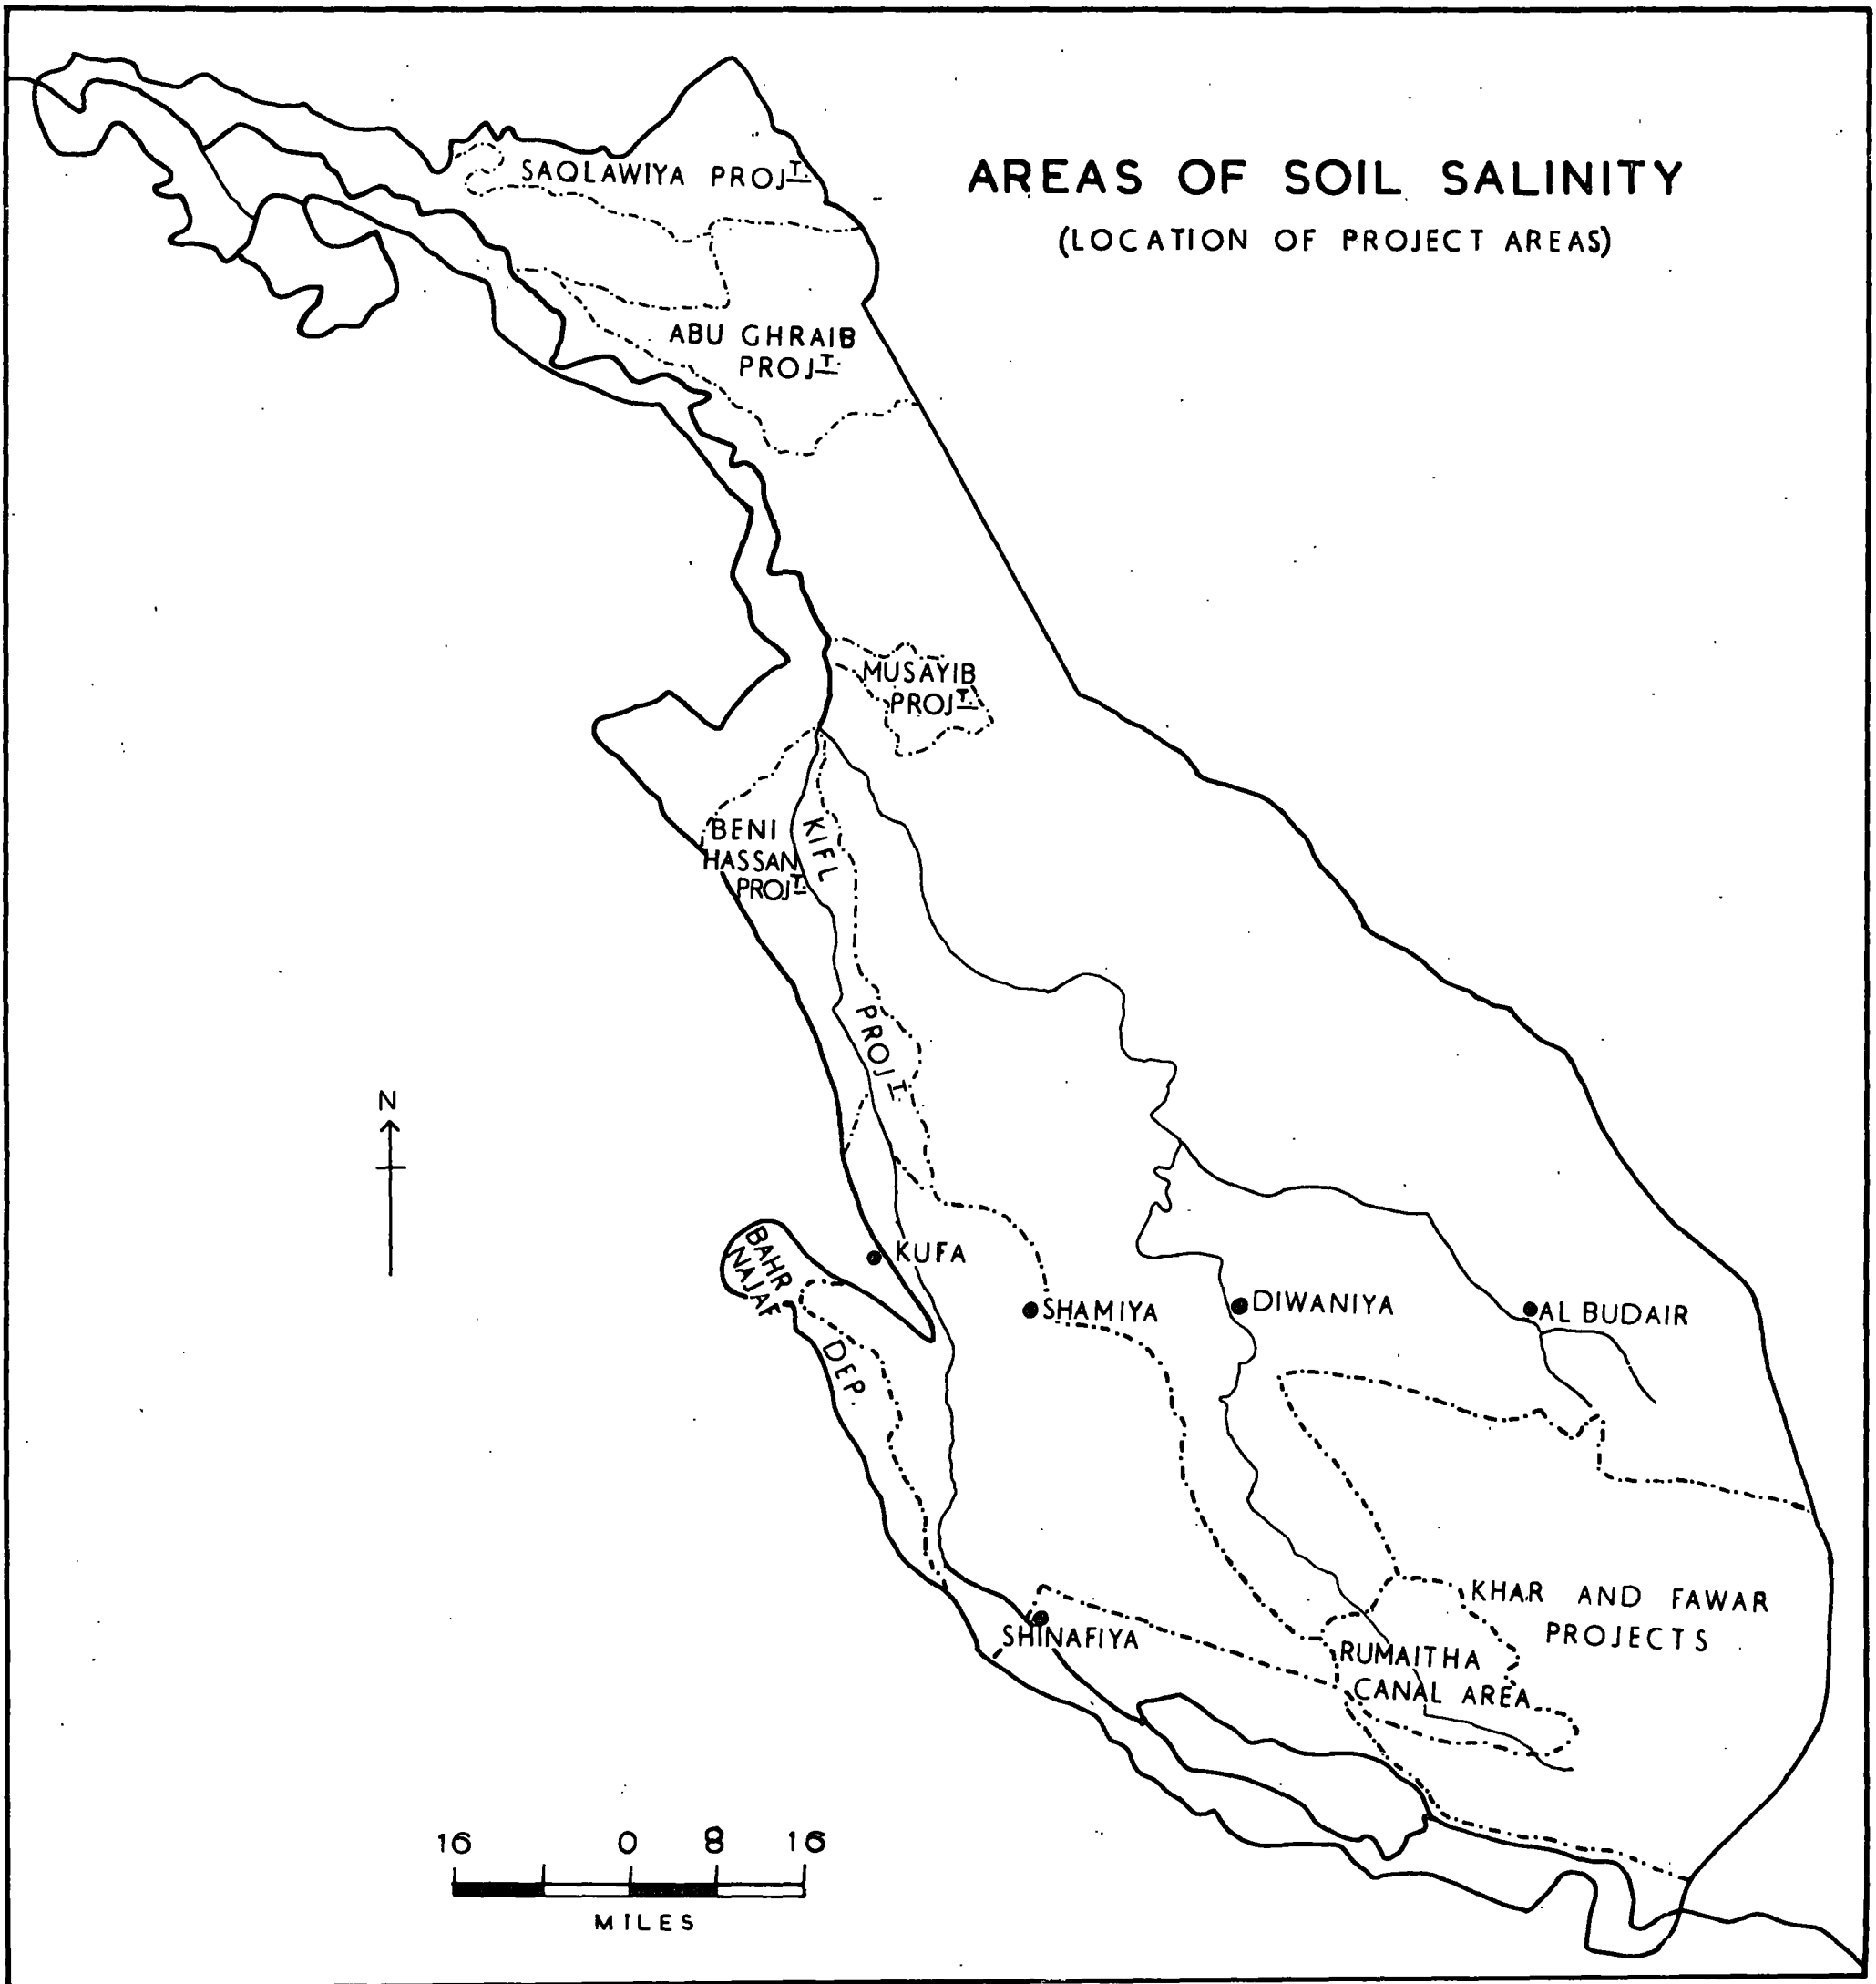 AREAS OF SOIL SALINITY
(LOCATION OF PROJECT AREAS)
SAQLAWIYA PROJT.
ABU GHRAIB
PROJT.
MUSAYIB
PROJT.
BENI
HASSAN
PROJT.
KIFL
PROJT.
N
BAHR
NAJAF
DEP.
KUFA
SHAMIYA
DIWANIYA
AL BUDAIR
KHAR AND FAWAR
PROJECTS
SHINAFIYA
RUMAITHA
CANAL AREA
16 0 8 16
MILES